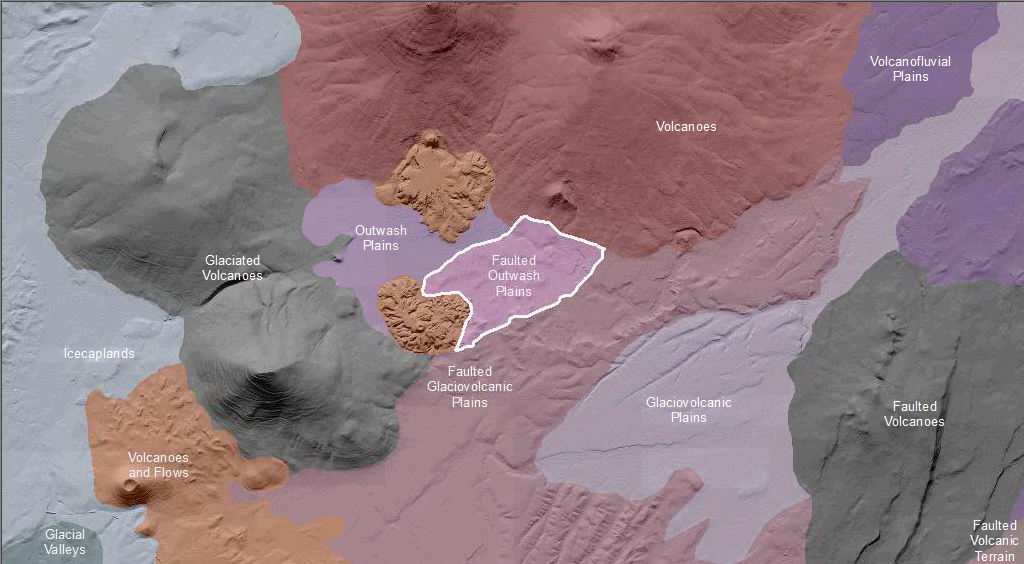 Volcanofluvial
Plains
Volcanoes
Outwash
Plains
Glaciated
Volcanoes
Faulted
Outwash
Plains
Icecaplands
Faulted
Glaciovolcanic
Plains
Glaciovolcanic
Plains
Faulted
Volcanoes
Volcanoes
and Flows
Glacial
Valleys
Faulted
Volcanic
Terrain